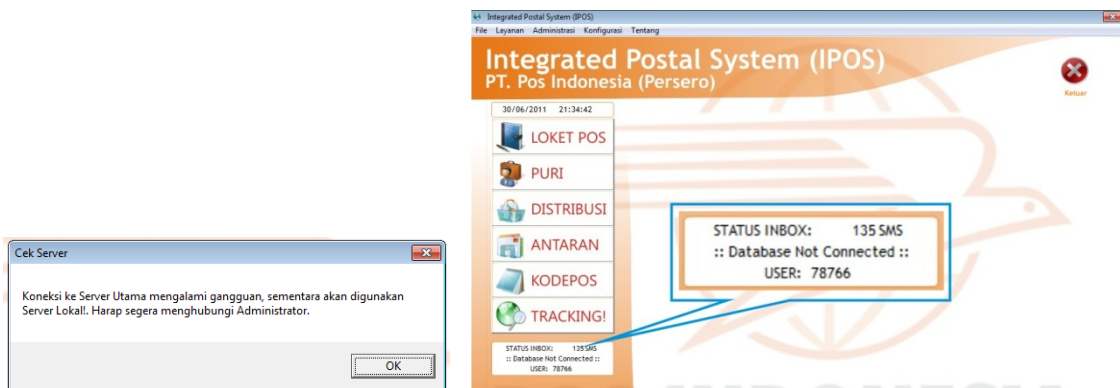 Cek Server
Koneksi ke Server Utama mengalami gangguan, sementara akan digunakan
Server Lokal!. Harap segera menghubungi Administrator.
OK
Integrated Postal System (IPOS)
File Layanan Administrasi Konfigurasi Tentang
Integrated Postal System (IPOS)
PT. Pos Indonesia (Persero)
Keluar
30/06/2011 21:34:42
LOKET POS
PURI
DISTRIBUSI
ANTARAN
KODEPOS
TRACKING!
STATUS INBOX: 135 SMS
:: Database Not Connected ::
USER: 78766
STATUS INBOX: 135 SMS
:: Database Not Connected ::
USER: 78766